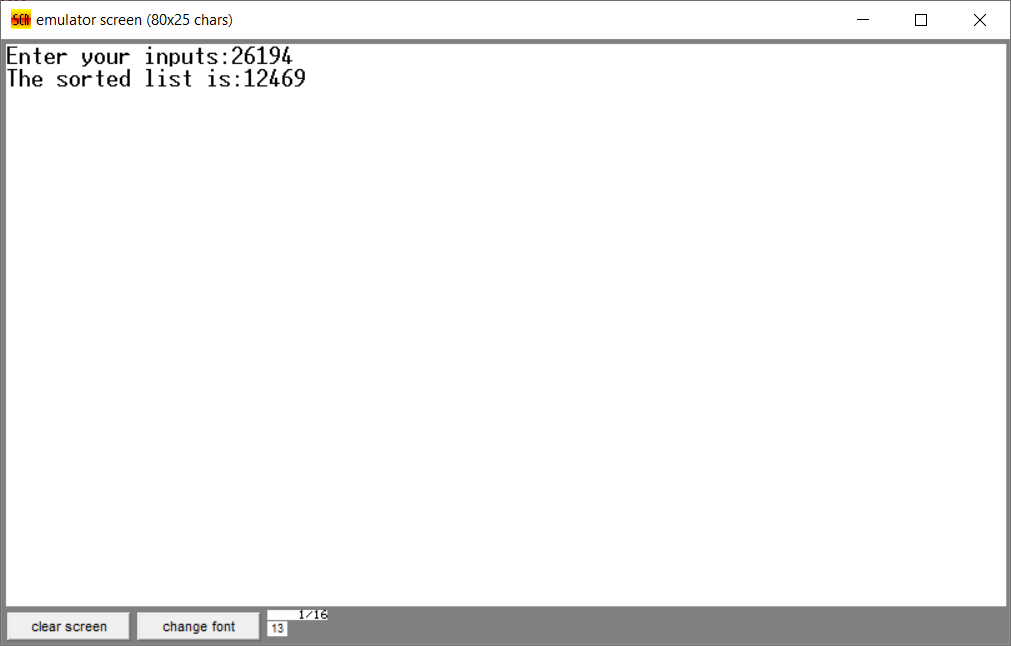 SCR emulator screen (80x25 chars)
Enter your inputs:26194
The sorted list is:12469
clear screen change font 1/16
13